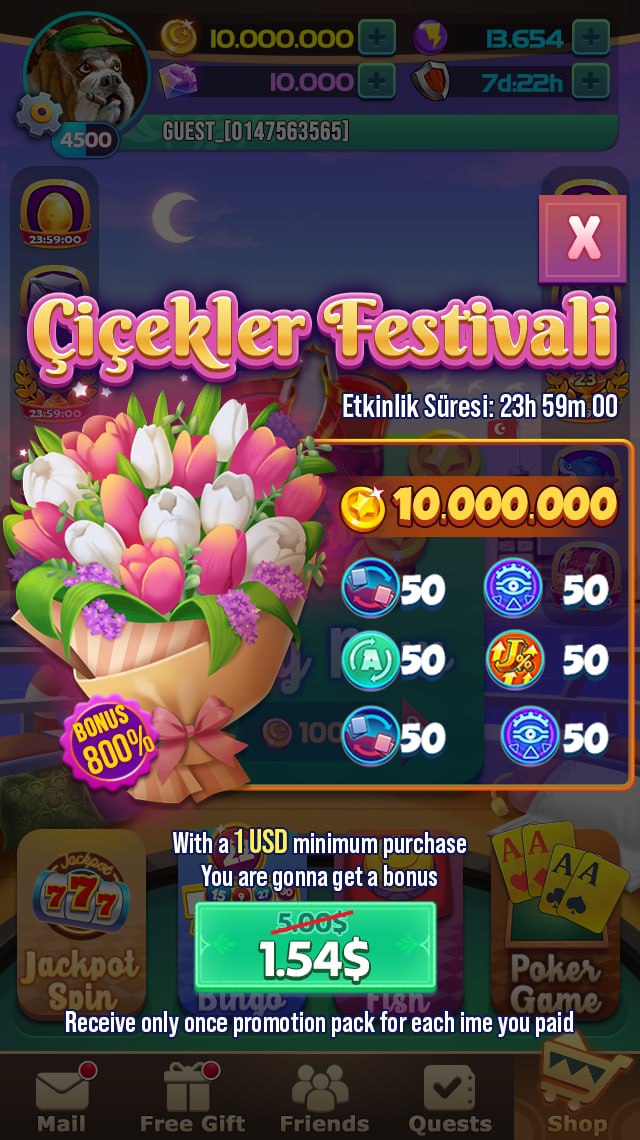 10.000.000
13.654
10.000
7d:22h
4500
GUEST_[0147563565]
23:59:00
X
Çiçekler Festivali
23:59:00
23
Etkinlik Süresi: 23h 59m 00
10.000.000
50
50
A
50
J%
50
50
50
BONUS
800%
100
With a 1 USD minimum purchase
You are gonna get a bonus
5.00$
1.54$
Jackpot
777
Jackpot
Spin
Bingo
Fish
A A
A A
Poker
Game
Receive only once promotion pack for each ime you paid
Mail
Free Gift
Friends
Quests
Shop